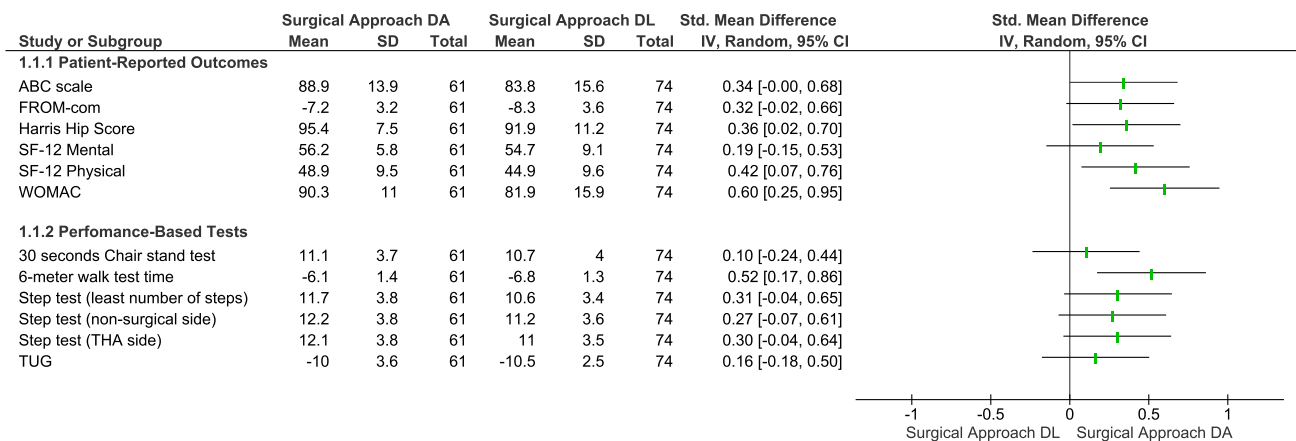 Surgical Approach DA Surgical Approach DL Std. Mean Difference Std. Mean Difference
Study or Subgroup Mean SD Total Mean SD Total IV, Random, 95% CI IV, Random, 95% CI
1.1.1 Patient-Reported Outcomes
ABC scale 88.9 13.9 61 83.8 15.6 74 0.34 [-0.00, 0.68]
FROM-com -7.2 3.2 61 -8.3 3.6 74 0.32 [-0.02, 0.66]
Harris Hip Score 95.4 7.5 61 91.9 11.2 74 0.36 [0.02, 0.70]
SF-12 Mental 56.2 5.8 61 54.7 9.1 74 0.19 [-0.15, 0.53]
SF-12 Physical 48.9 9.5 61 44.9 9.6 74 0.42 [0.07, 0.76]
WOMAC 90.3 11 61 81.9 15.9 74 0.60 [0.25, 0.95]
1.1.2 Perfomance-Based Tests
30 seconds Chair stand test 11.1 3.7 61 10.7 4 74 0.10 [-0.24, 0.44]
6-meter walk test time -6.1 1.4 61 -6.8 1.3 74 0.52 [0.17, 0.86]
Step test (least number of steps) 11.7 3.8 61 10.6 3.4 74 0.31 [-0.04, 0.65]
Step test (non-surgical side) 12.2 3.8 61 11.2 3.6 74 0.27 [-0.07, 0.61]
Step test (THA side) 12.1 3.8 61 11 3.5 74 0.30 [-0.04, 0.64]
TUG -10 3.6 61 -10.5 2.5 74 0.16 [-0.18, 0.50]
-1 -0.5 0 0.5 1
Surgical Approach DL Surgical Approach DA